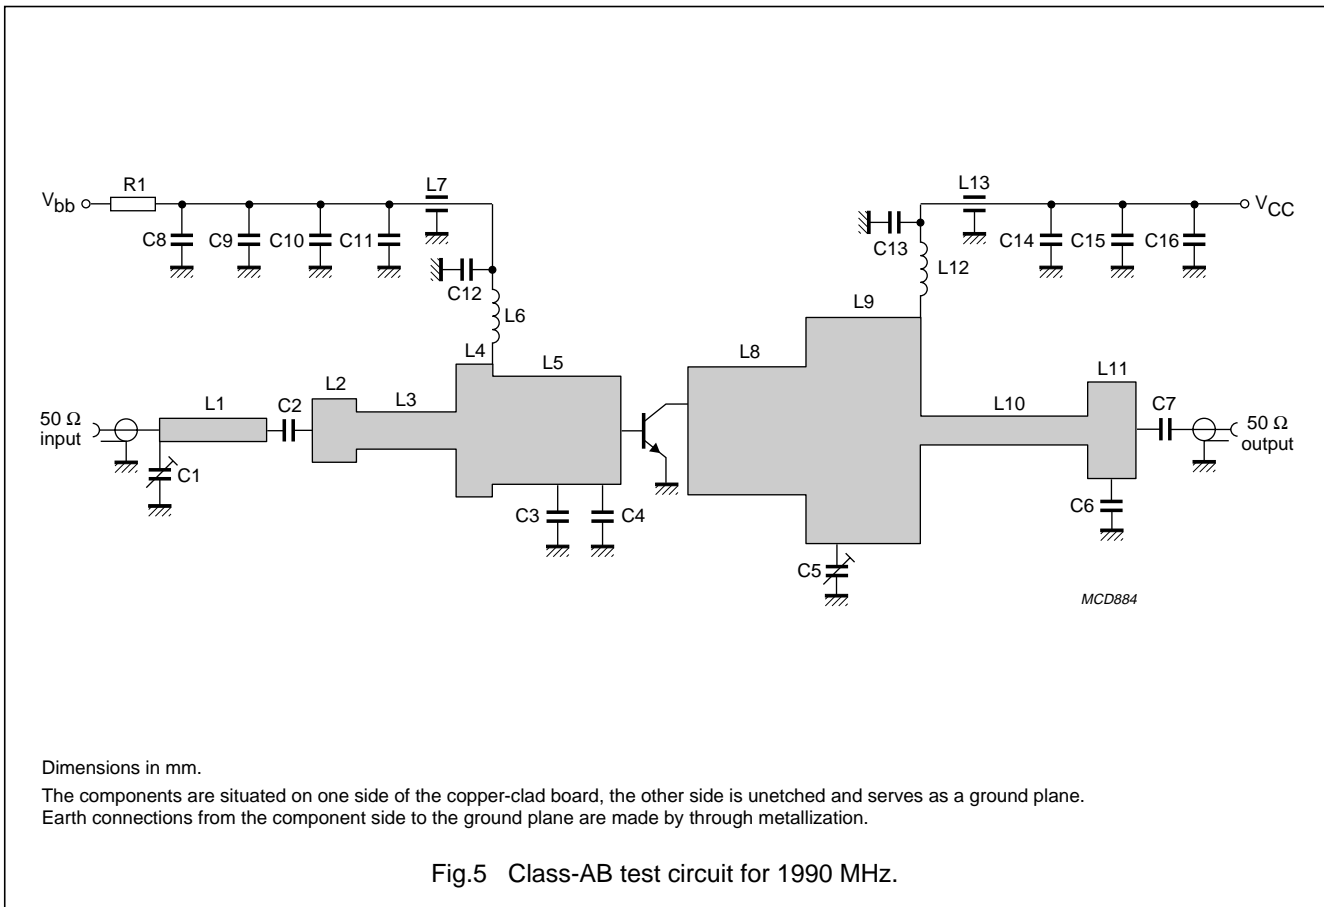 R1
L7
L13
Vbb
VCC
C8
C9
C10
C11
C13
C14
C15
C16
C12
L12
L6
L9
L4
L5
L8
L2
L11
L3
L1
C2
L10
C7
50 Ω
input
50 Ω
output
C1
C3
C4
C6
C5
MCD884
Dimensions in mm.
The components are situated on one side of the copper-clad board, the other side is unetched and serves as a ground plane.
Earth connections from the component side to the ground plane are made by through metallization.
Fig.5 Class-AB test circuit for 1990 MHz.